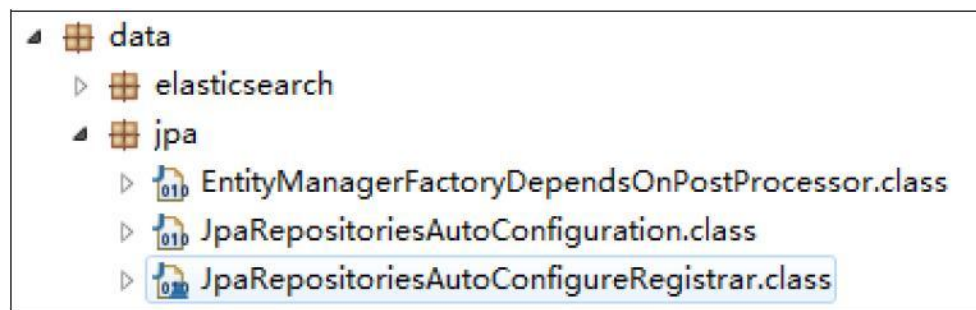 data
elasticsearch
jpa
EntityManagerFactoryDependsOnPostProcessor.class
JpaRepositoriesAutoConfiguration.class
JpaRepositoriesAutoConfigureRegistrar.class